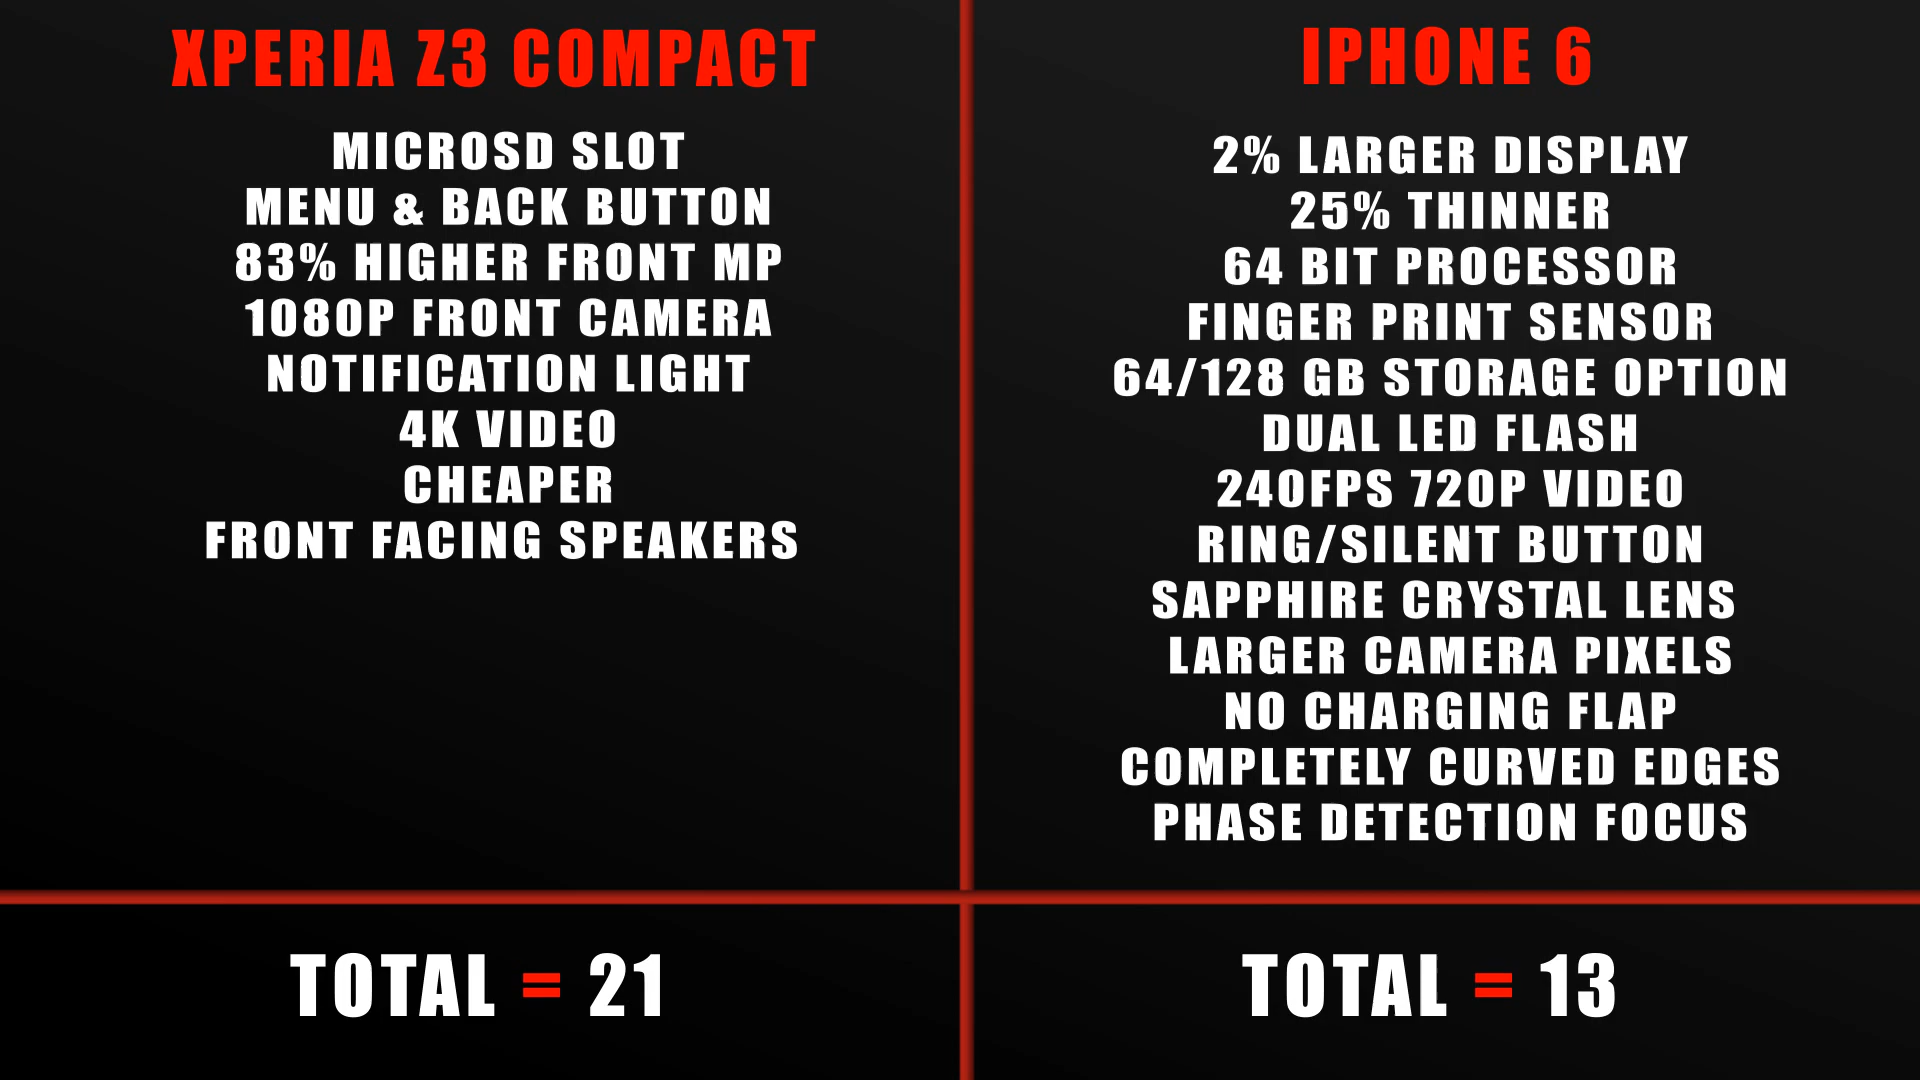 XPERIA Z3 COMPACT
MICROSD SLOT
MENU & BACK BUTTON
83% HIGHER FRONT MP
1080P FRONT CAMERA
NOTIFICATION LIGHT
4K VIDEO
CHEAPER
FRONT FACING SPEAKERS
TOTAL = 21
IPHONE 6
2% LARGER DISPLAY
25% THINNER
64 BIT PROCESSOR
FINGER PRINT SENSOR
64/128 GB STORAGE OPTION
DUAL LED FLASH
240FPS 720P VIDEO
RING/SILENT BUTTON
SAPPHIRE CRYSTAL LENS
LARGER CAMERA PIXELS
NO CHARGING FLAP
COMPLETELY CURVED EDGES
PHASE DETECTION FOCUS
TOTAL = 13